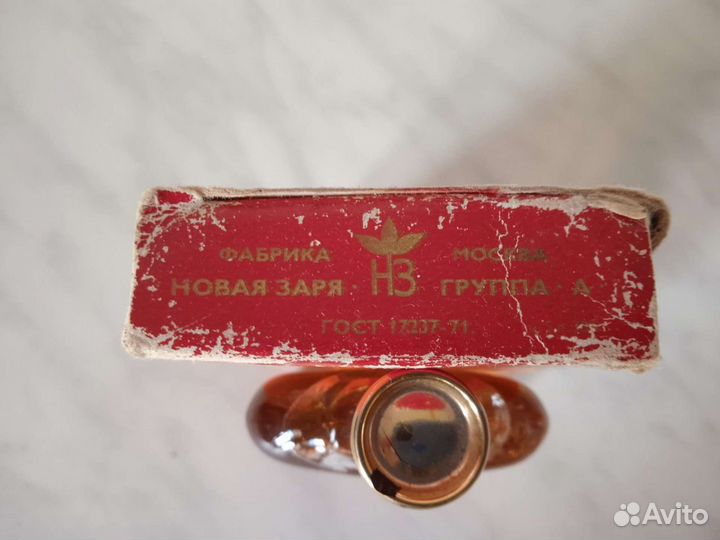 ФАБРИКА МОСКВА
НОВАЯ ЗАРЯ · НЗ · ГРУППА · А ·
ГОСТ 17237-71
Avito